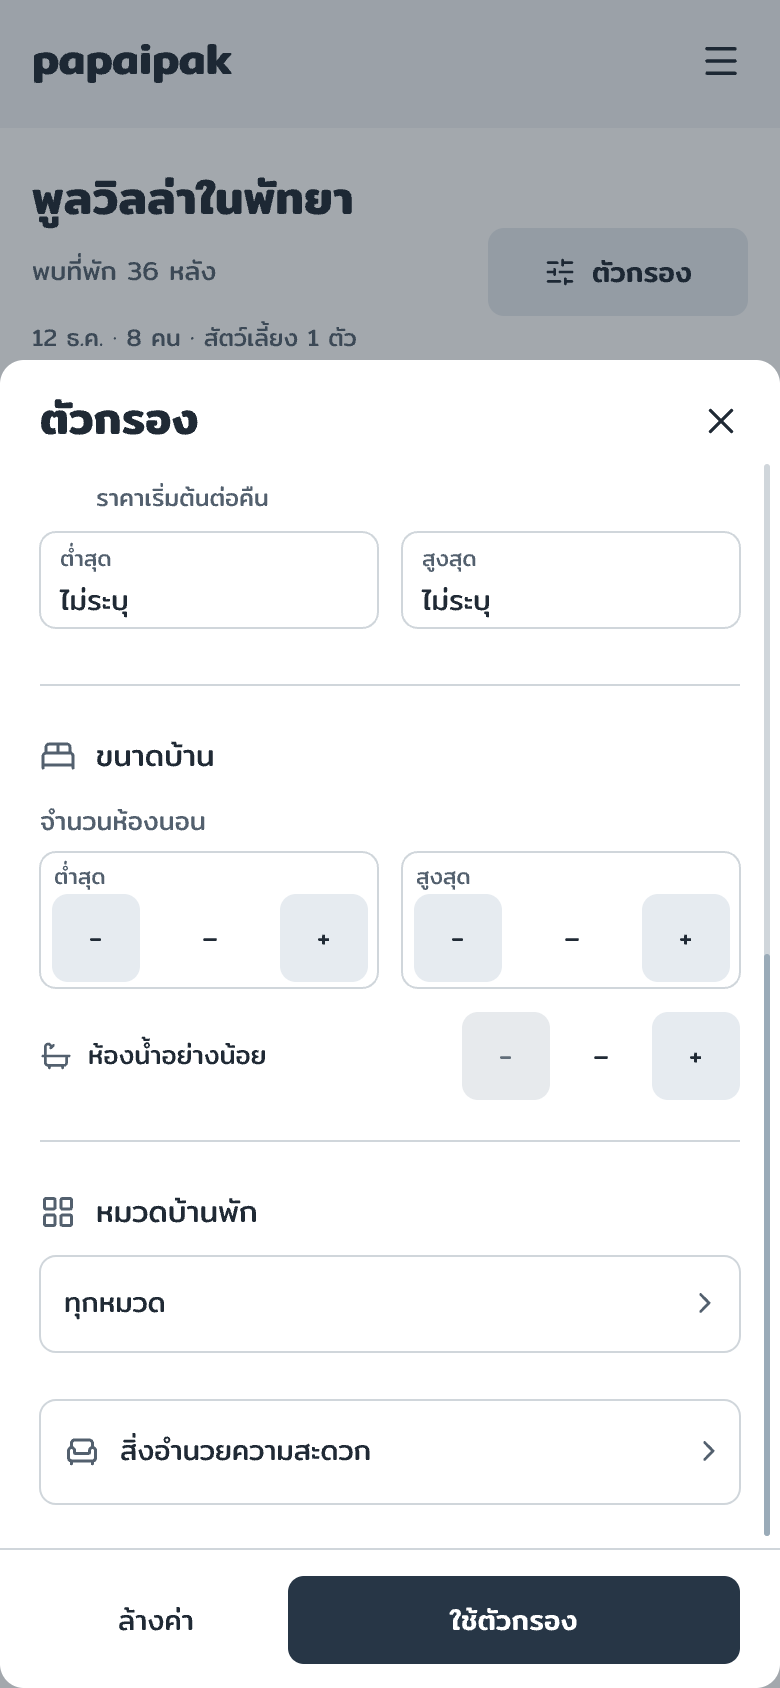 papaipak
พูลวิลล่าในพัทยา
พบที่พัก 36 หลัง
ตัวกรอง
12 ธ.ค. · 8 คน · สัตว์เลี้ยง 1 ตัว
ตัวกรอง
ราคาเริ่มต้นต่อคืน
ต่ำสุด
ไม่ระบุ
สูงสุด
ไม่ระบุ
ขนาดบ้าน
จำนวนห้องนอน
ต่ำสุด
- – +
สูงสุด
- – +
ห้องน้ำอย่างน้อย - – +
หมวดบ้านพัก
ทุกหมวด
สิ่งอำนวยความสะดวก
ล้างค่า
ใช้ตัวกรอง